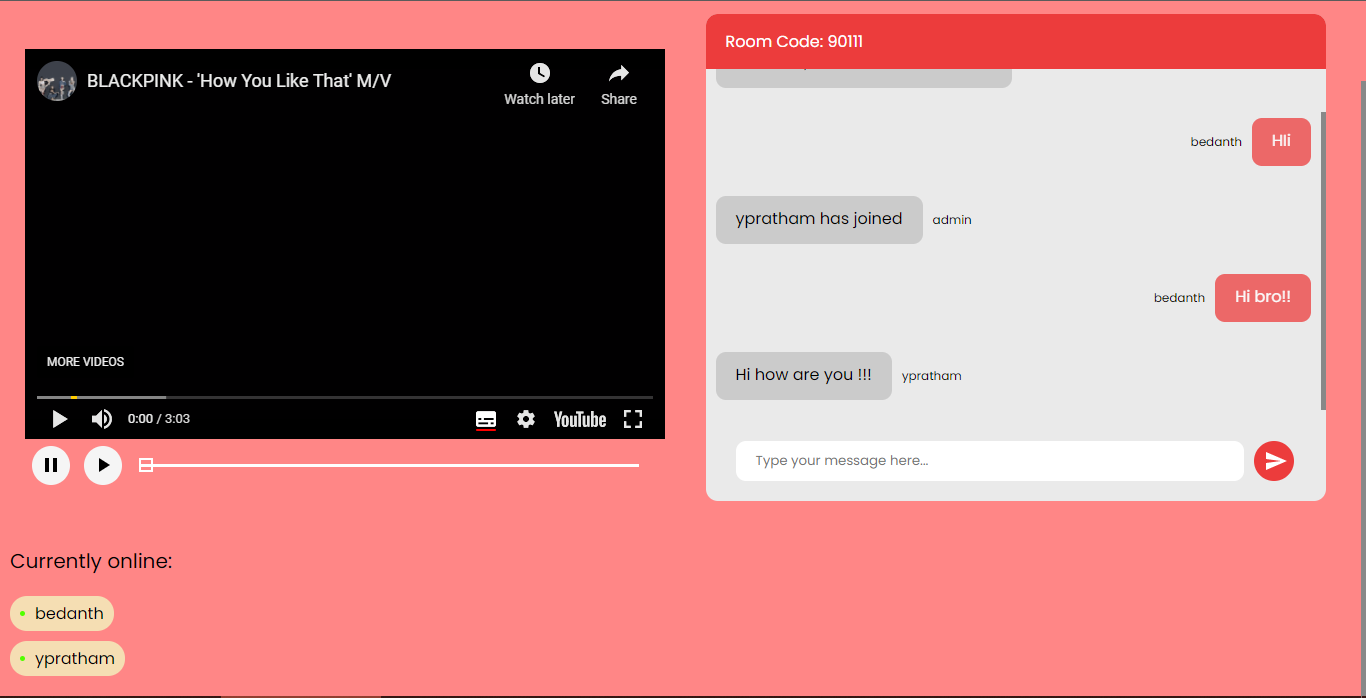 BLACKPINK - 'How You Like That' M/V
Watch later
Share
MORE VIDEOS
0:00 / 3:03
YouTube
Room Code: 90111
bedanth
HIi
ypratham has joined
admin
bedanth
Hi bro!!
Hi how are you !!!
ypratham
Type your message here...
Currently online:
bedanth
ypratham